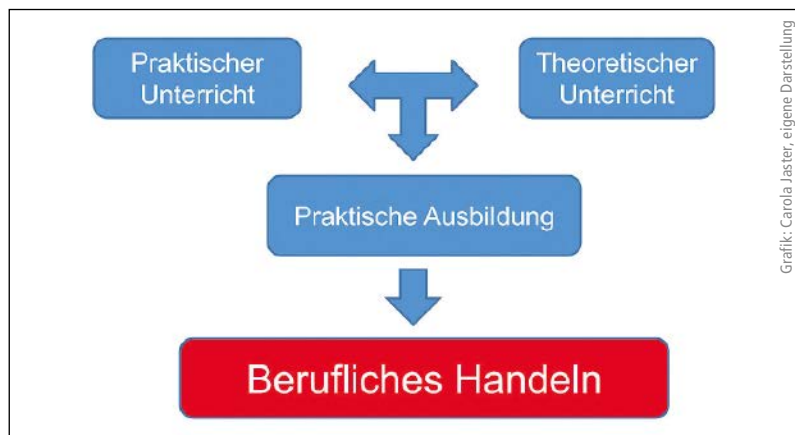 Praktischer
Unterricht
Theoretischer
Unterricht
Praktische Ausbildung
Berufliches Handeln
Grafik: Carola Jaster, eigene Darstellung